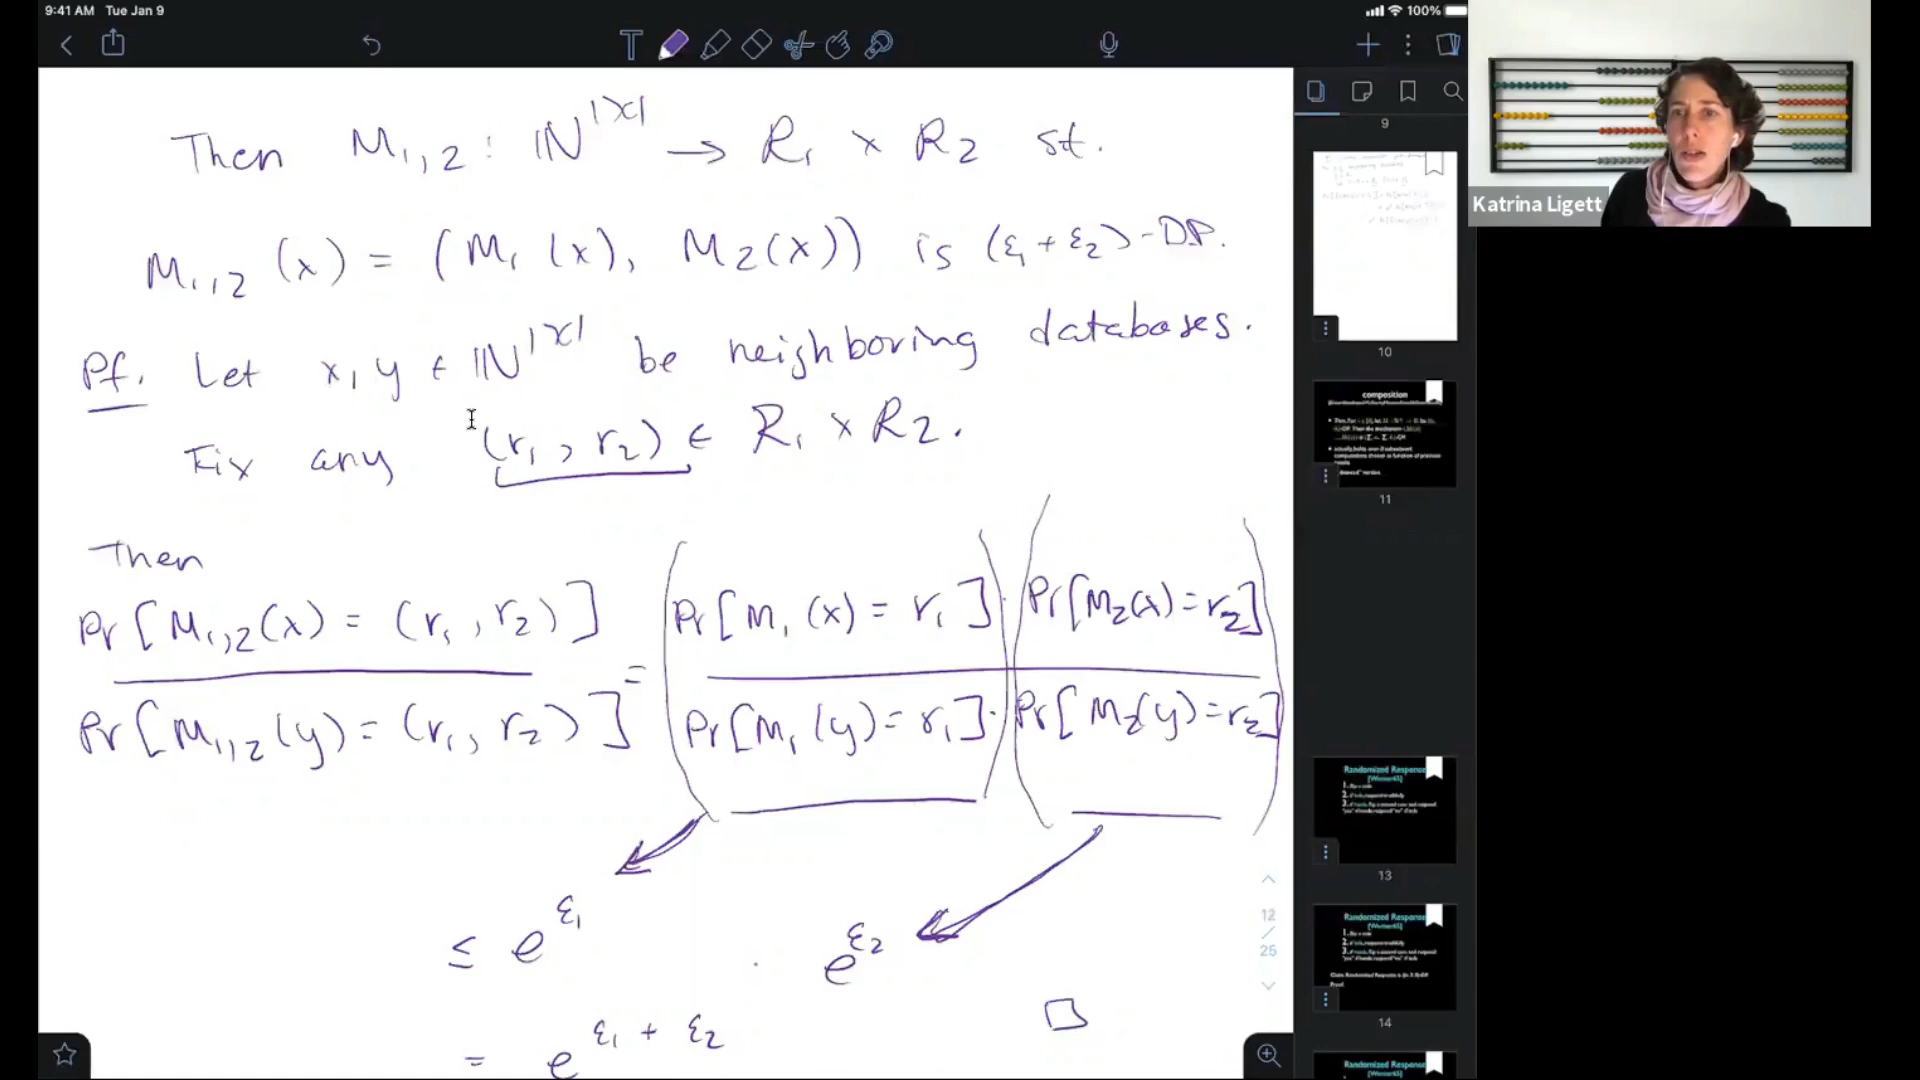 9:41 AM Tue Jan 9
100%
Then M1,2 : ℕ^|X| → R1 × R2 st.
M1,2 (x) = (M1 (x), M2(x)) is (ε1 + ε2)-DP.
Pf. Let x, y ∈ ℕ^|X| be neighboring databases.
Fix any (r1, r2) ∈ R1 × R2.
Then
Pr[M1,2(x) = (r1, r2)] / Pr[M1,2(y) = (r1, r2)] = (Pr[M1(x) = r1] / Pr[M1(y) = r1]) · (Pr[M2(x) = r2] / Pr[M2(y) = r2])
≤ e^ε1 · e^ε2
= e^(ε1 + ε2) □
12
/
25
9
10
composition
11
Randomized Response
13
Randomized Response
14
Randomized Response
Katrina Ligett